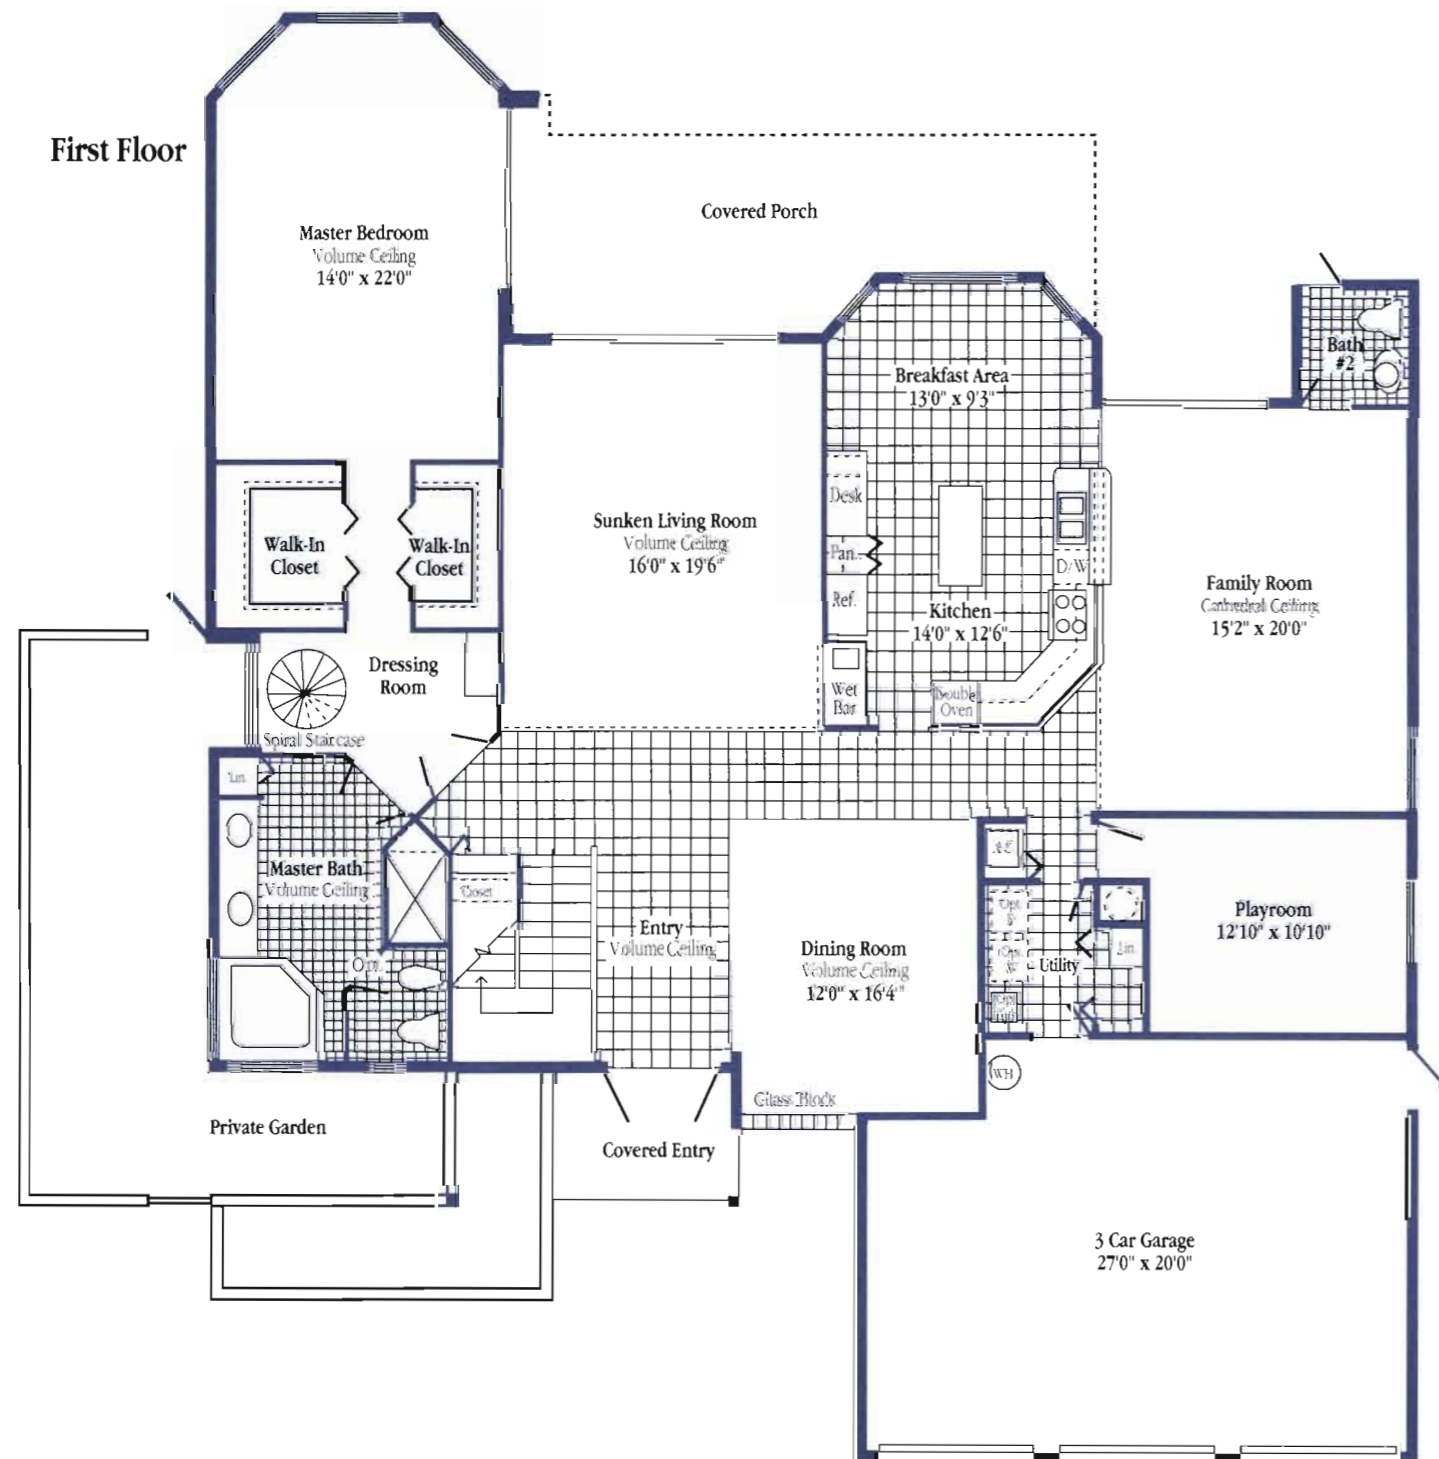 First Floor
Master Bedroom
Volume Ceiling
14'0" x 22'0"
Covered Porch
Bath
#2
Breakfast Area
13'0" x 9'3"
Walk-In
Closet
Walk-In
Closet
Sunken Living Room
Volume Ceiling
16'0" x 19'6"
Desk
Pan.
Ref.
D/W
Kitchen
14'0" x 12'6"
Family Room
Cathedral Ceiling
15'2" x 20'0"
Dressing
Room
Spiral Staircase
Wet
Bar
Double
Oven
Lin.
Master Bath
Volume Ceiling
Closet
Entry
Volume Ceiling
Dining Room
Volume Ceiling
12'0" x 16'4"
A/C
Opt.
D
Opt.
W
Opt.
Utility
Lin.
Playroom
12'10" x 10'10"
Opt.
WH
Glass Block
Private Garden
Covered Entry
3 Car Garage
27'0" x 20'0"